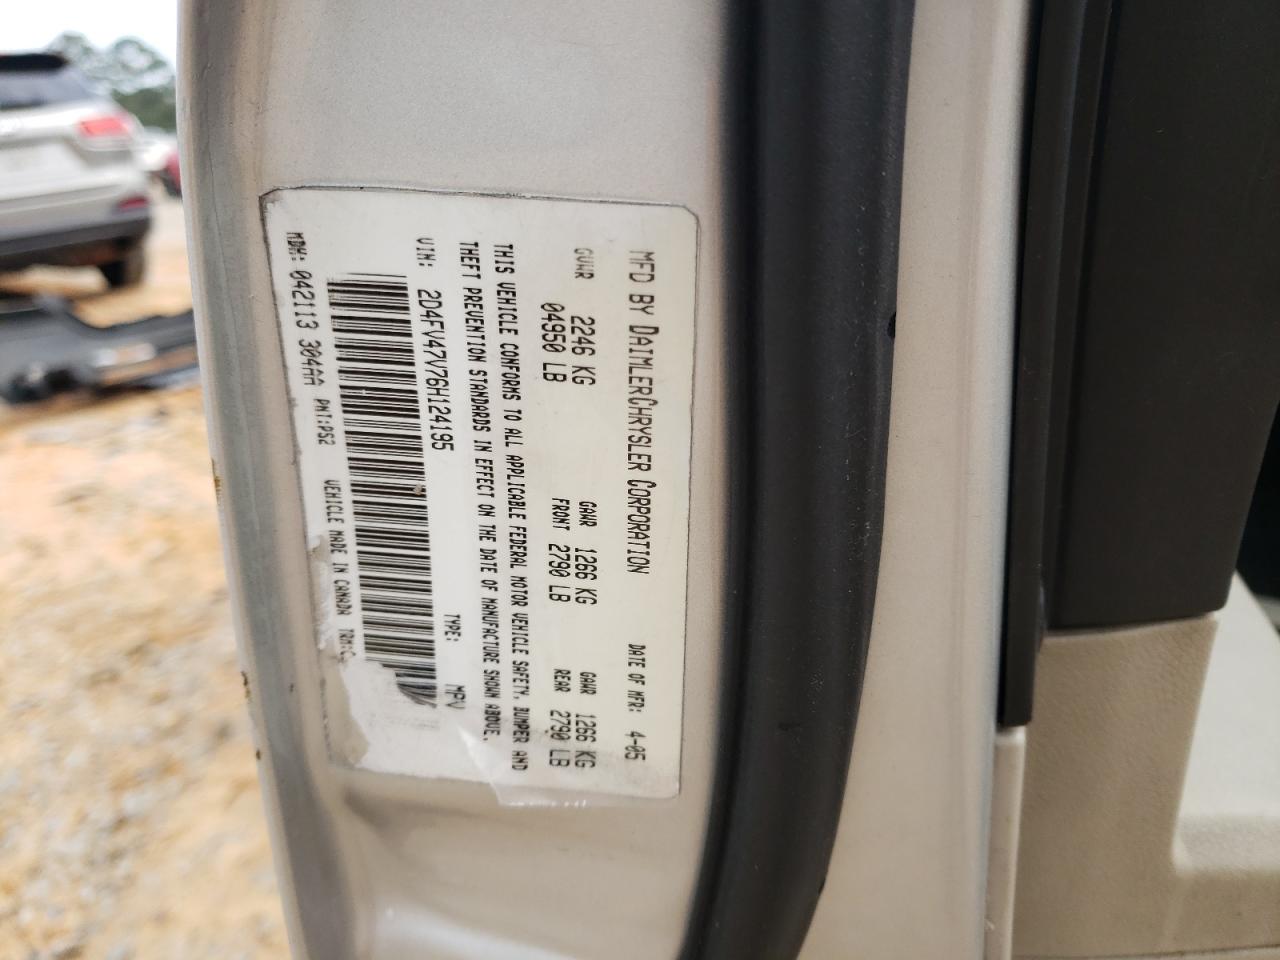 MFD BY DAIMLERCHRYSLER CORPORATION DATE OF MFR: 4-05
GVWR 2246 KG GAWR 1266 KG GAWR 1266 KG
04950 LB FRONT 2790 LB REAR 2790 LB
THIS VEHICLE CONFORMS TO ALL APPLICABLE FEDERAL MOTOR VEHICLE SAFETY, BUMPER AND
THEFT PREVENTION STANDARDS IN EFFECT ON THE DATE OF MANUFACTURE SHOWN ABOVE.
VIN: 2D4FV47V76H124195 TYPE: MPV
MDH: 042113 304AA PNT:PS2 VEHICLE MADE IN CANADA TRM: